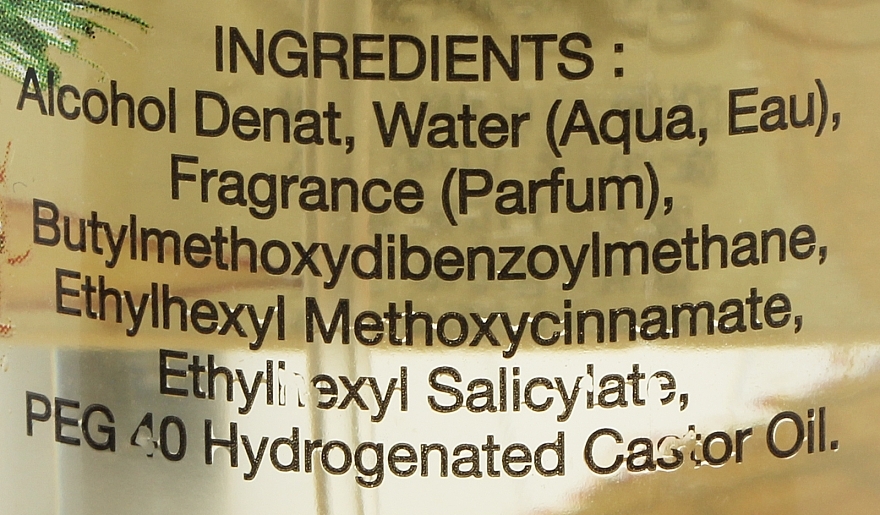 INGREDIENTS :
Alcohol Denat, Water (Aqua, Eau),
Fragrance (Parfum),
Butylmethoxydibenzoylmethane,
Ethylhexyl Methoxycinnamate,
Ethylhexyl Salicylate,
PEG 40 Hydrogenated Castor Oil.